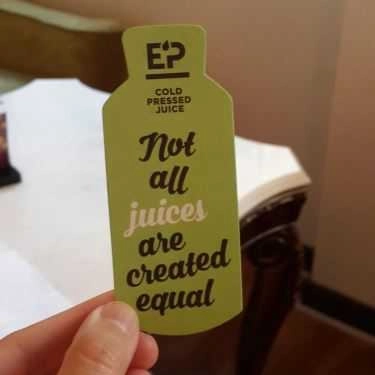 EP
COLD
PRESSED
JUICE
Not
all
juices
are
created
equal